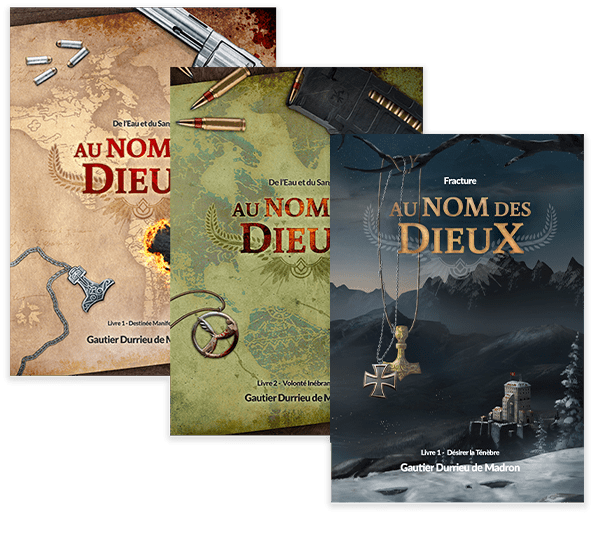 De l'Eau et du San
AU NOM
DIEU
Livre 1 - Destinée Manife
Gautier Durrieu de M
De l'Eau et du San
AU NOM
DIEU
Livre 2 - Volonté Inébran
Gautier Durrieu de M
Fracture
AU NOM DES
DIEUX
Livre 1 - Désirer la Ténèbre
Gautier Durrieu de Madron